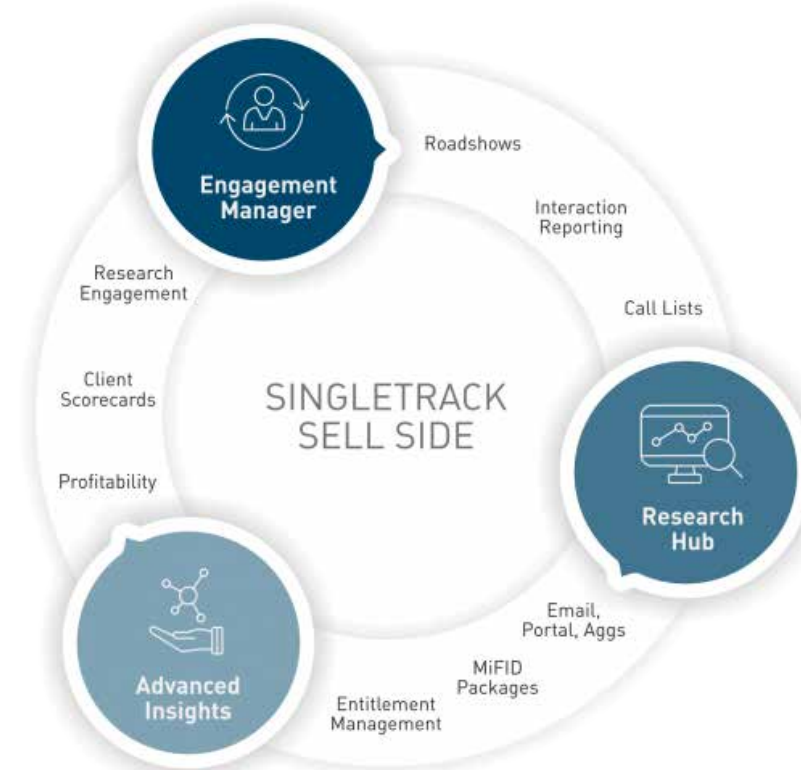 Engagement
Manager
Roadshows
Interaction
Reporting
Call Lists
Research
Hub
Email,
Portal, Aggs
MiFID
Packages
Entitlement
Management
Advanced
Insights
Profitability
Client
Scorecards
Research
Engagement
SINGLETRACK
SELL SIDE